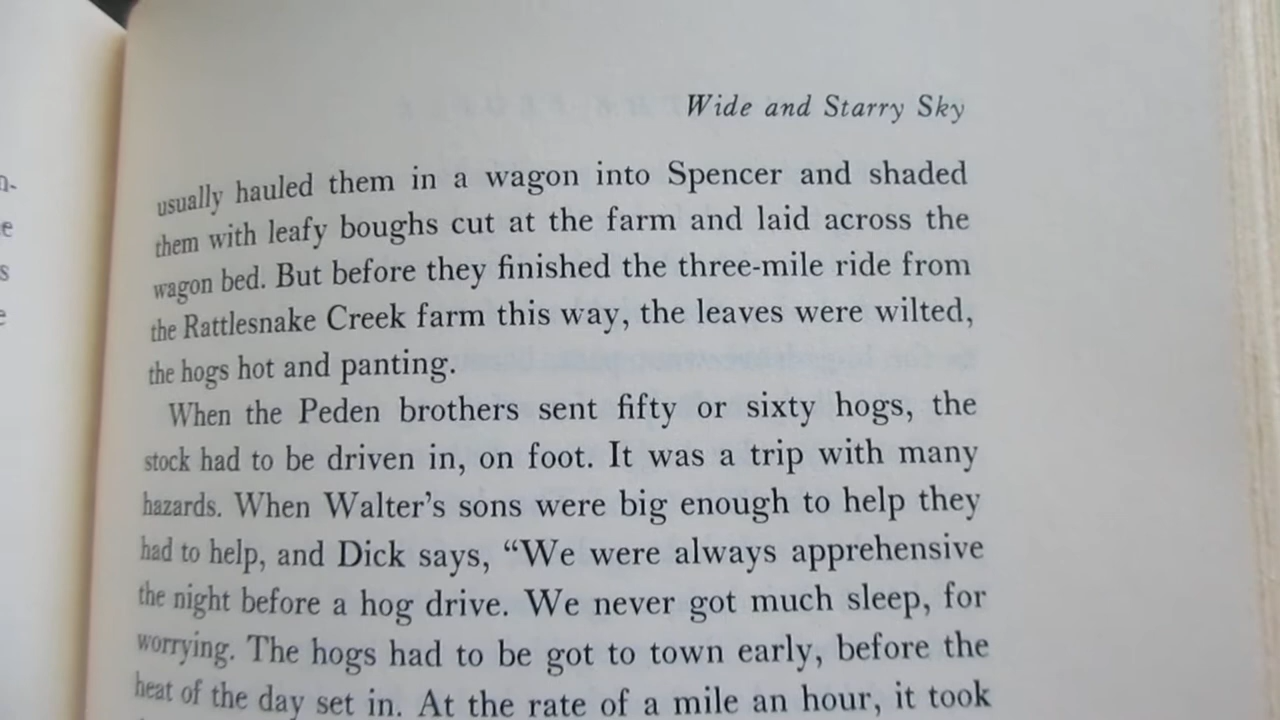 Wide and Starry Sky
usually hauled them in a wagon into Spencer and shaded
them with leafy boughs cut at the farm and laid across the
wagon bed. But before they finished the three-mile ride from
the Rattlesnake Creek farm this way, the leaves were wilted,
the hogs hot and panting.
When the Peden brothers sent fifty or sixty hogs, the
stock had to be driven in, on foot. It was a trip with many
hazards. When Walter’s sons were big enough to help they
had to help, and Dick says, “We were always apprehensive
the night before a hog drive. We never got much sleep, for
worrying. The hogs had to be got to town early, before the
heat of the day set in. At the rate of a mile an hour, it took